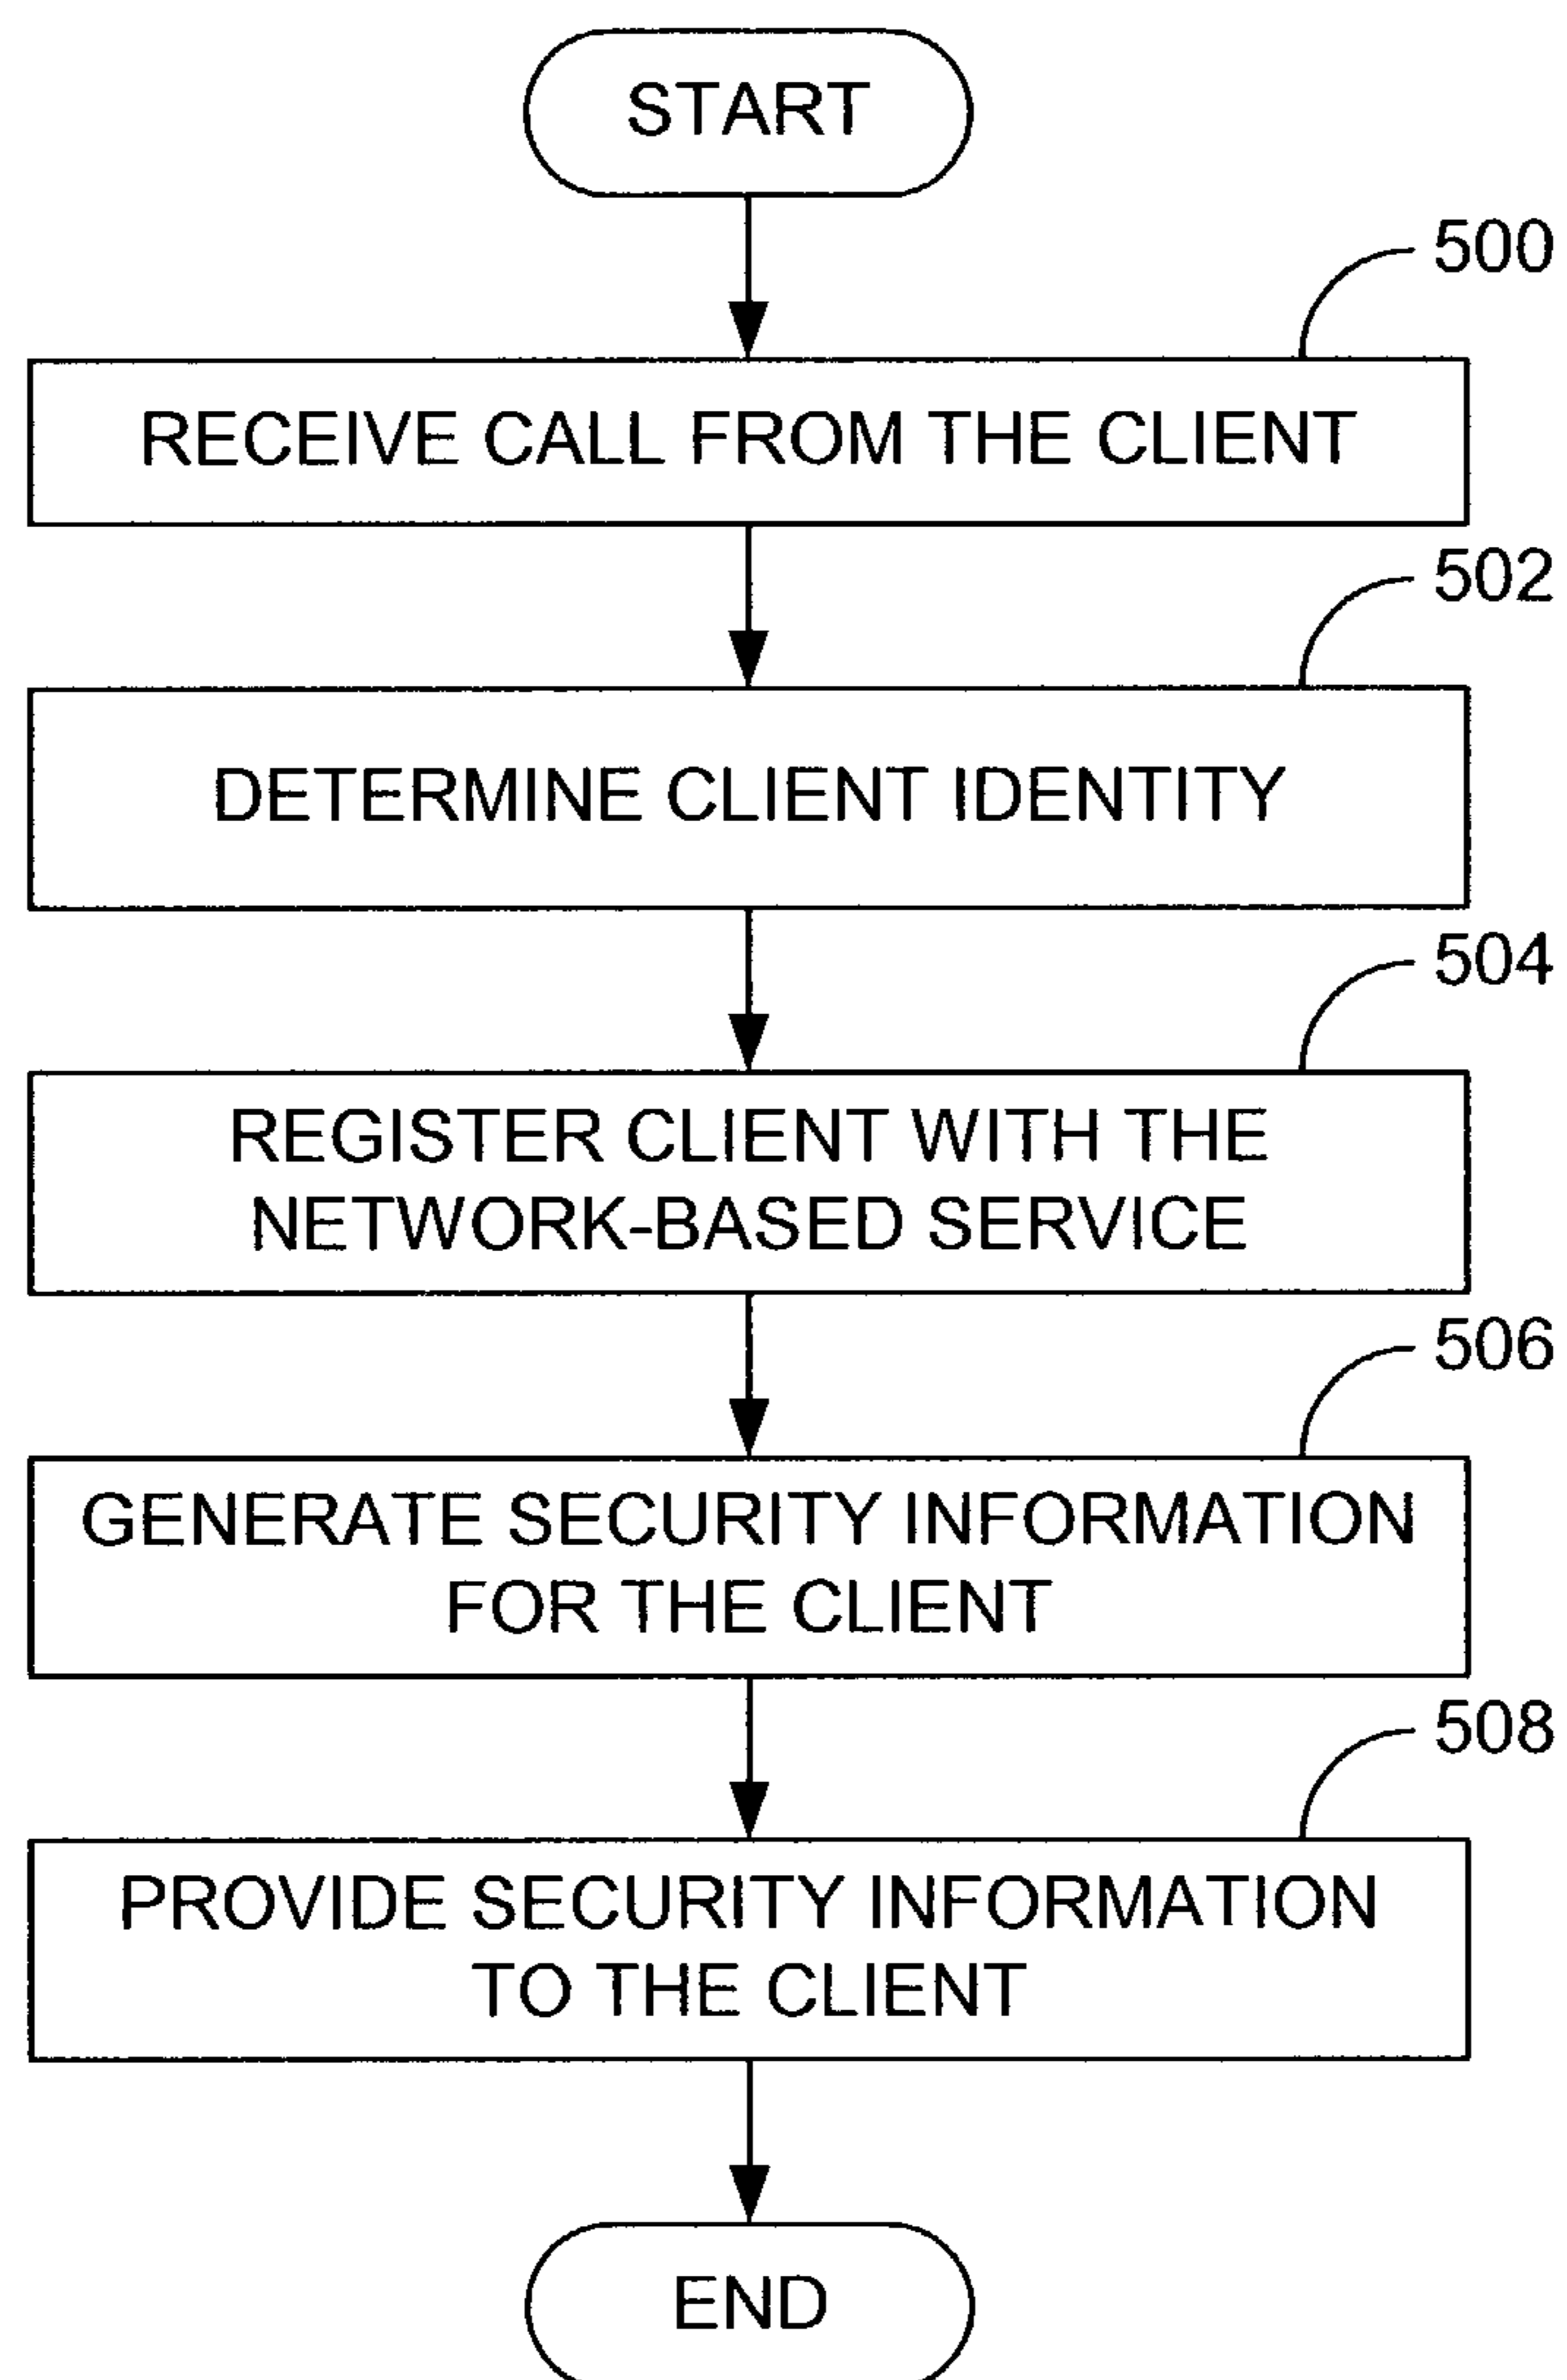 START
500
RECEIVE CALL FROM THE CLIENT
502
DETERMINE CLIENT IDENTITY
504
REGISTER CLIENT WITH THE
NETWORK-BASED SERVICE
506
GENERATE SECURITY INFORMATION
FOR THE CLIENT
508
PROVIDE SECURITY INFORMATION
TO THE CLIENT
END